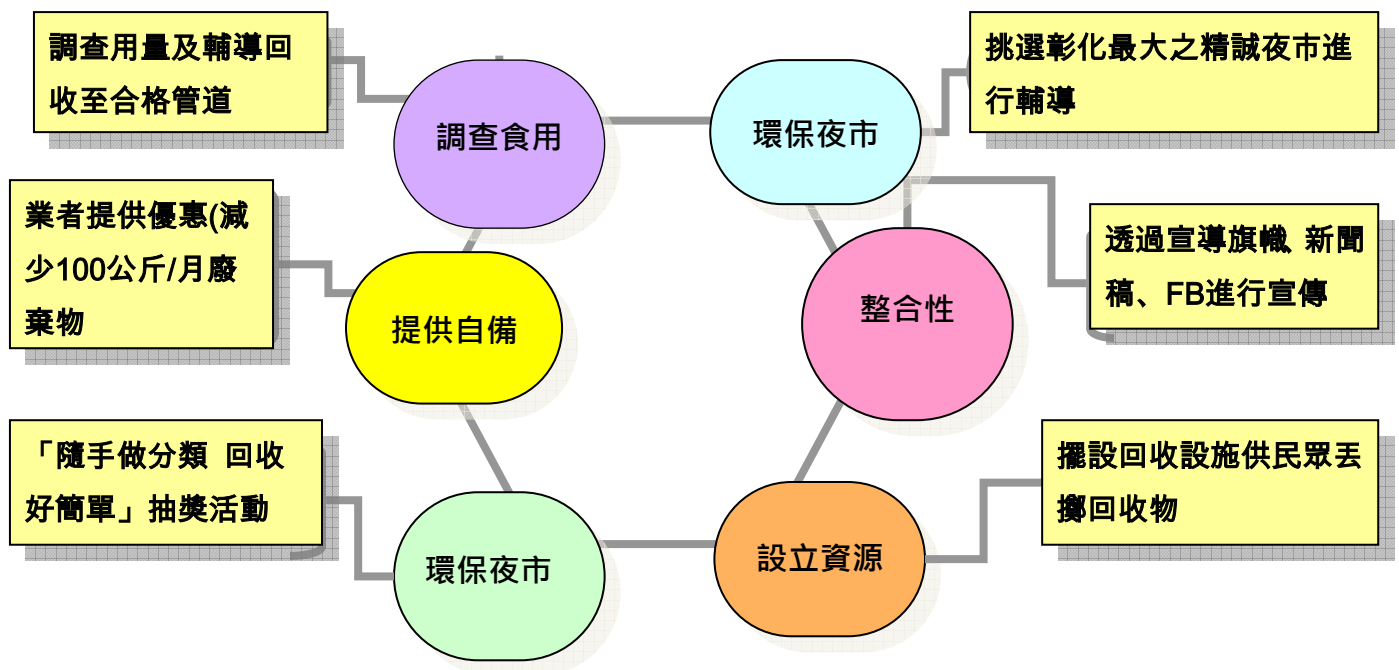 調查用量及輔導回
收至合格管道
調查食用
環保夜市
挑選彰化最大之精誠夜市進
行輔導
業者提供優惠(減
少100公斤/月廢
棄物
提供自備
整合性
透過宣導旗幟 新聞
稿、FB進行宣傳
「隨手做分類 回收
好簡單」抽獎活動
環保夜市
設立資源
擺設回收設施供民眾丟
擲回收物